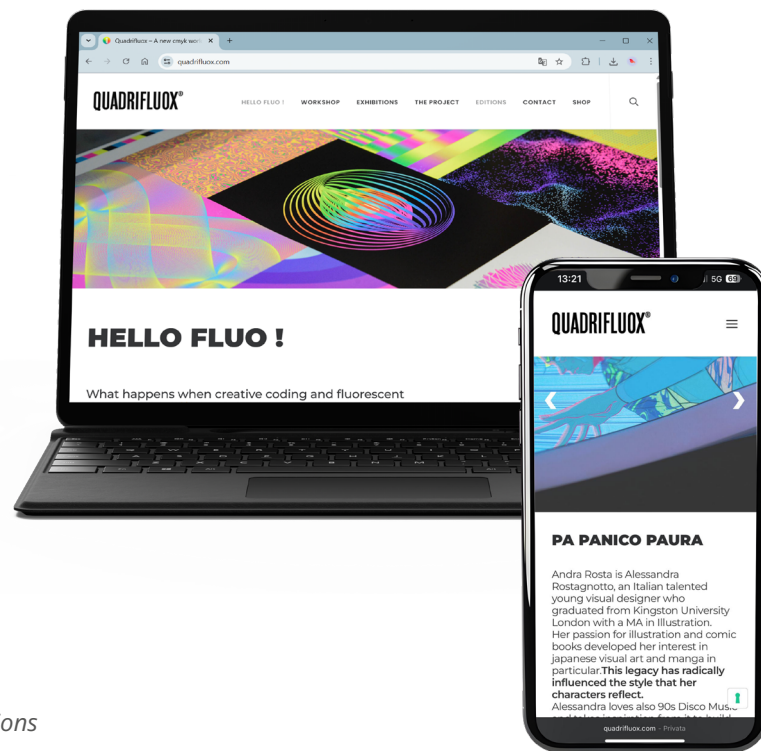 Quadrifluox – A new cmyk wor
quadrifluox.com
QUADRIFLUOX®
HELLO FLUO !
WORKSHOP
EXHIBITIONS
THE PROJECT
EDITIONS
CONTACT
SHOP
HELLO FLUO !
What happens when creative coding and fluorescent
13:21
5G 69
QUADRIFLUOX®
PA PANICO PAURA
Andra Rosta is Alessandra
Rostagnotto, an Italian talented
young visual designer who
graduated from Kingston University
London with a MA in Illustration.
Her passion for illustration and comic
books developed her interest in
japanese visual art and manga in
particular.This legacy has radically
influenced the style that her
characters reflect.
Alessandra loves also 90s Disco Music
quadrifluox.com – Privata
ions